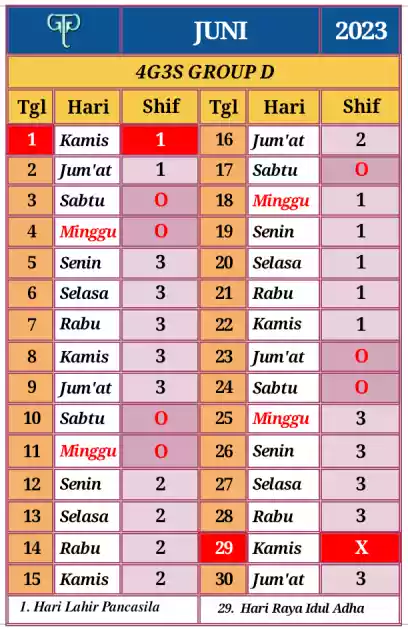 JUNI 2023
4G3S GROUP D
Tgl Hari Shif Tgl Hari Shif
1 Kamis 1 16 Jum'at 2
2 Jum'at 1 17 Sabtu O
3 Sabtu O 18 Minggu 1
4 Minggu O 19 Senin 1
5 Senin 3 20 Selasa 1
6 Selasa 3 21 Rabu 1
7 Rabu 3 22 Kamis 1
8 Kamis 3 23 Jum'at O
9 Jum'at 3 24 Sabtu O
10 Sabtu O 25 Minggu 3
11 Minggu O 26 Senin 3
12 Senin 2 27 Selasa 3
13 Selasa 2 28 Rabu 3
14 Rabu 2 29 Kamis X
15 Kamis 2 30 Jum'at 3
1. Hari Lahir Pancasila 29. Hari Raya Idul Adha